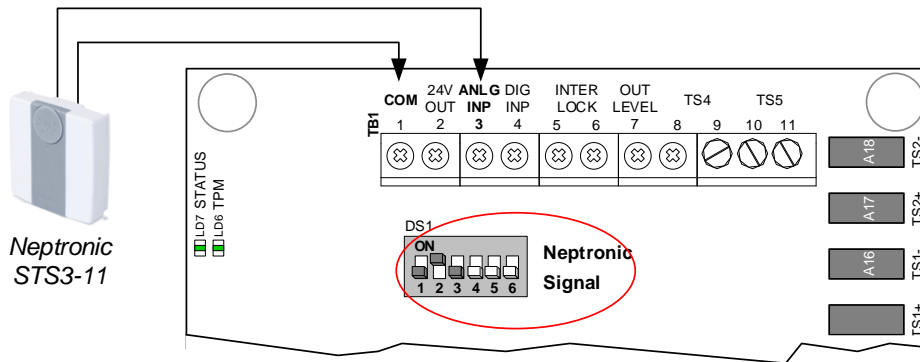 24V ANLG DIG INTER OUT
COM OUT INP INP LOCK LEVEL TS4 TS5
TB1 1 2 3 4 5 6 7 8 9 10 11
A18 TS2-
LD7 STATUS
LD6 TPM
A17 TS2+
DS1
ON
Neptronic
Signal
1 2 3 4 5 6
A16 TS1-
TS1+
Neptronic
STS3-11